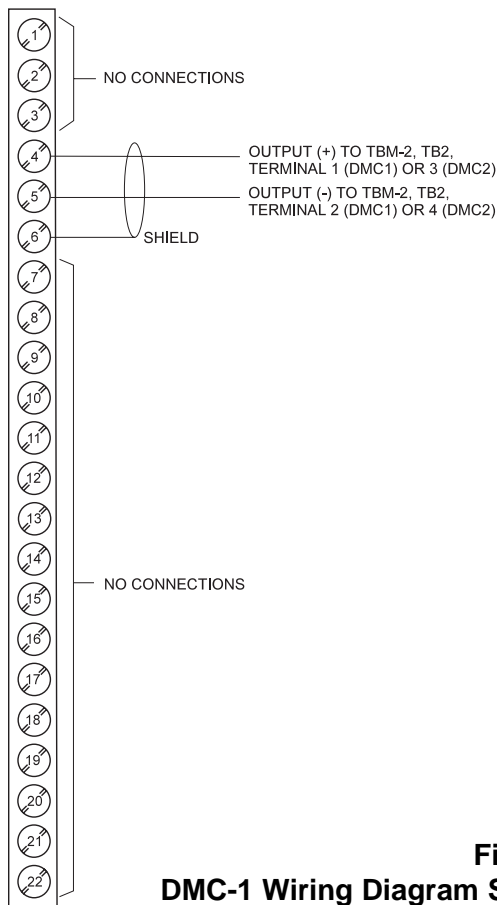 1
2
3
NO CONNECTIONS
4
OUTPUT (+) TO TBM-2, TB2,
TERMINAL 1 (DMC1) OR 3 (DMC2)
5
OUTPUT (-) TO TBM-2, TB2,
TERMINAL 2 (DMC1) OR 4 (DMC2)
6
SHIELD
7
8
9
10
11
12
13
14
NO CONNECTIONS
15
16
17
18
19
20
21
22
Fi
DMC-1 Wiring Diagram S